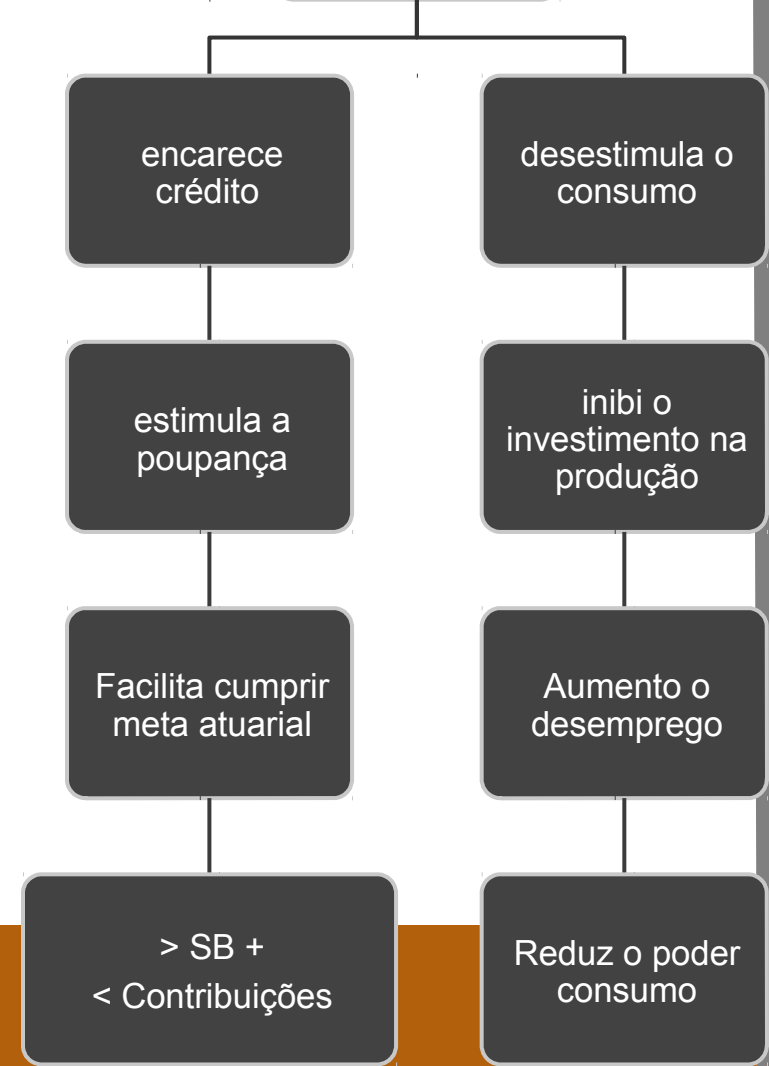 encarece
crédito
desestimula o
consumo
estimula a
poupança
inibi o
investimento na
produção
Facilita cumprir
meta atuarial
Aumento o
desemprego
> SB +
< Contribuições
Reduz o poder
consumo